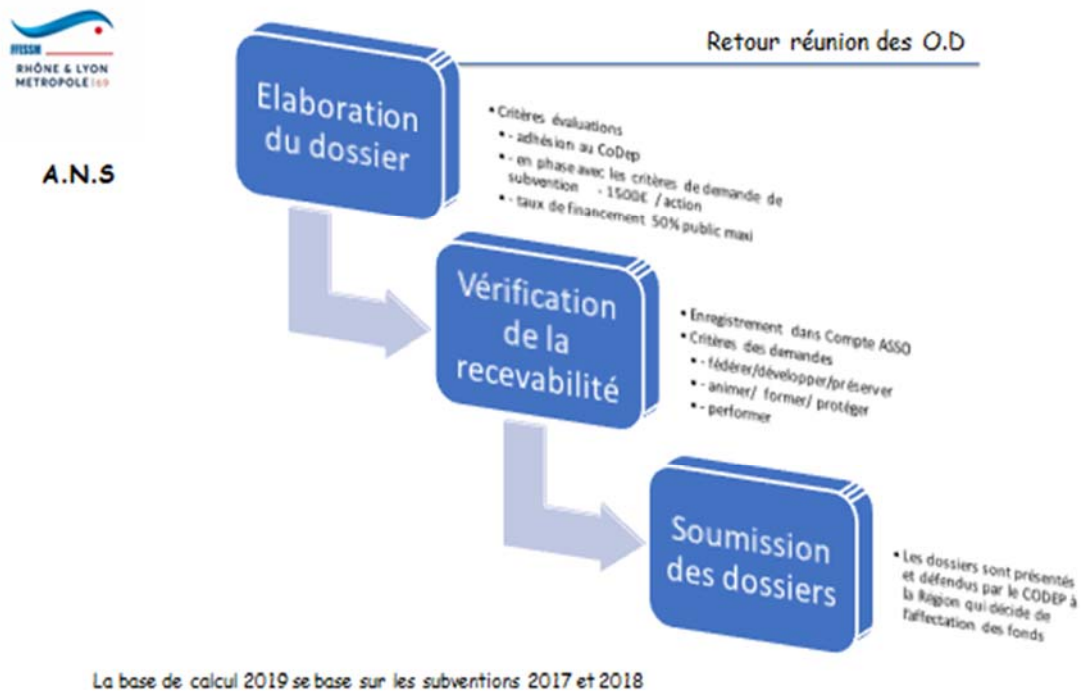 FFESSM
RHÔNE & LYON
METROPOLE|69
Retour réunion des O.D
A.N.S
Elaboration
du dossier
▪ Critères évaluations
▪ - adhésion au CoDep
▪ - en phase avec les critères de demande de
subvention - 1500€ / action
▪ - taux de financement 50% public maxi
Vérification
de la
recevabilité
▪ Enregistrement dans Compte ASSO
▪ Critères des demandes
▪ - fédérer/développer/préserver
▪ - animer/ former/ protéger
▪ - performer
Soumission
des dossiers
▪ Les dossiers sont présentés
et défendus par le CODEP à
la Région qui décide de
l'affectation des fonds
La base de calcul 2019 se base sur les subventions 2017 et 2018